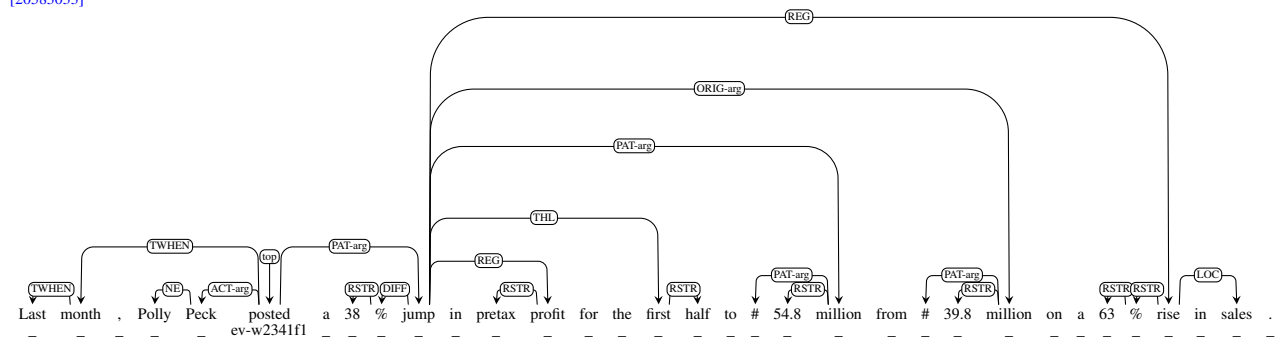 REG
ORIG-arg
PAT-arg
THL
TWHEN top PAT-arg
REG PAT-arg PAT-arg
TWHEN NE ACT-arg RSTR DIFF RSTR RSTR RSTR RSTR RSTR RSTR LOC
Last month , Polly Peck posted a 38 % jump in pretax profit for the first half to # 54.8 million from # 39.8 million on a 63 % rise in sales .
_ _ _ _ _ ev-w2341f1 _ _ _ _ _ _ _ _ _ _ _ _ _ _ _ _ _ _ _ _ _ _ _ _ _ _ _